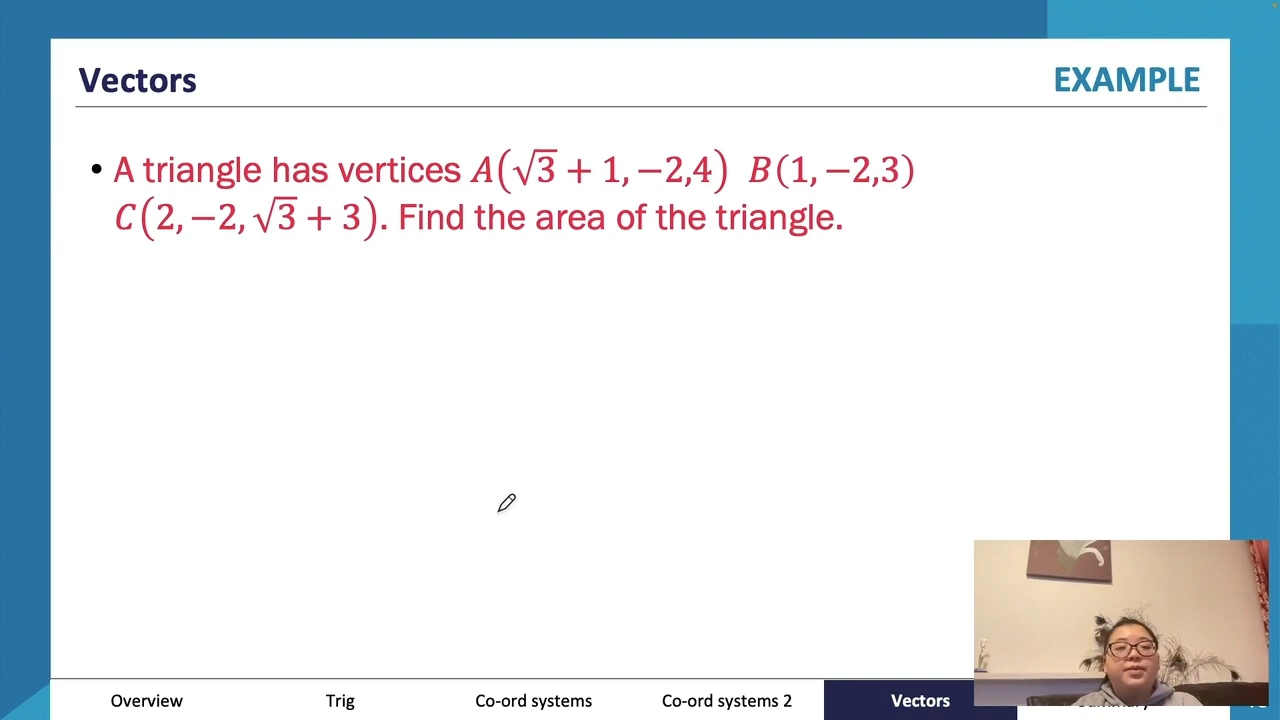 Vectors
EXAMPLE
• A triangle has vertices A(√3 + 1, −2,4) B(1, −2,3)
C(2, −2, √3 + 3). Find the area of the triangle.
Overview
Trig
Co-ord systems
Co-ord systems 2
Vectors